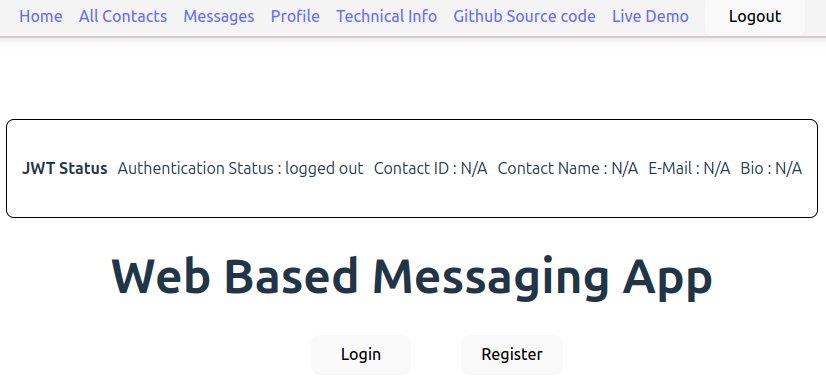 Home All Contacts Messages Profile Technical Info Github Source code Live Demo Logout
JWT Status Authentication Status : logged out Contact ID : N/A Contact Name : N/A E-Mail : N/A Bio : N/A
Web Based Messaging App
Login Register